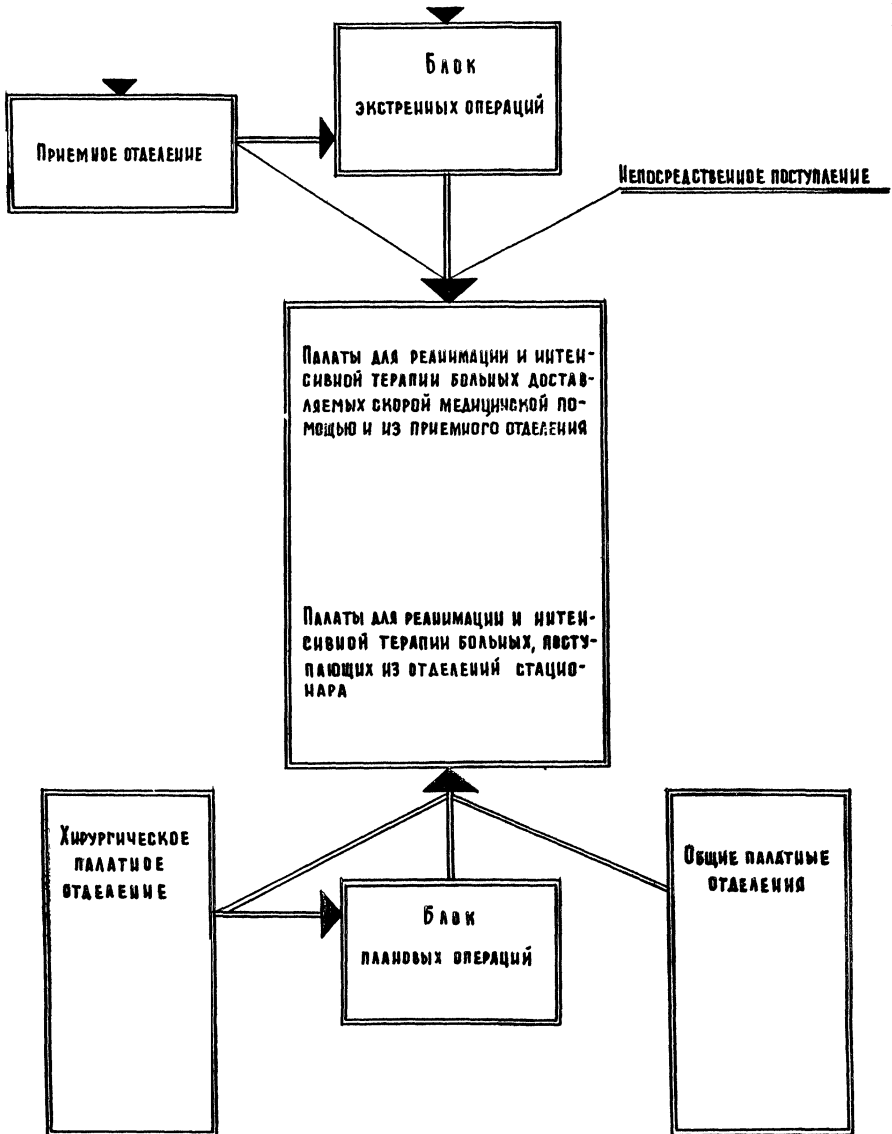 Блок
экстренных операций
Приемное отделение
Непосредственное поступление
Палаты для реанимации и интен-
сивной терапии больных достав-
ляемых скорой медицинской по-
мощью и из приемного отделения
Палаты для реанимации и интен-
сивной терапии больных, посту-
пающих из отделений стацио-
нара
Хирургическое
палатное
отделение
Общие палатные
отделения
Блок
плановых операций